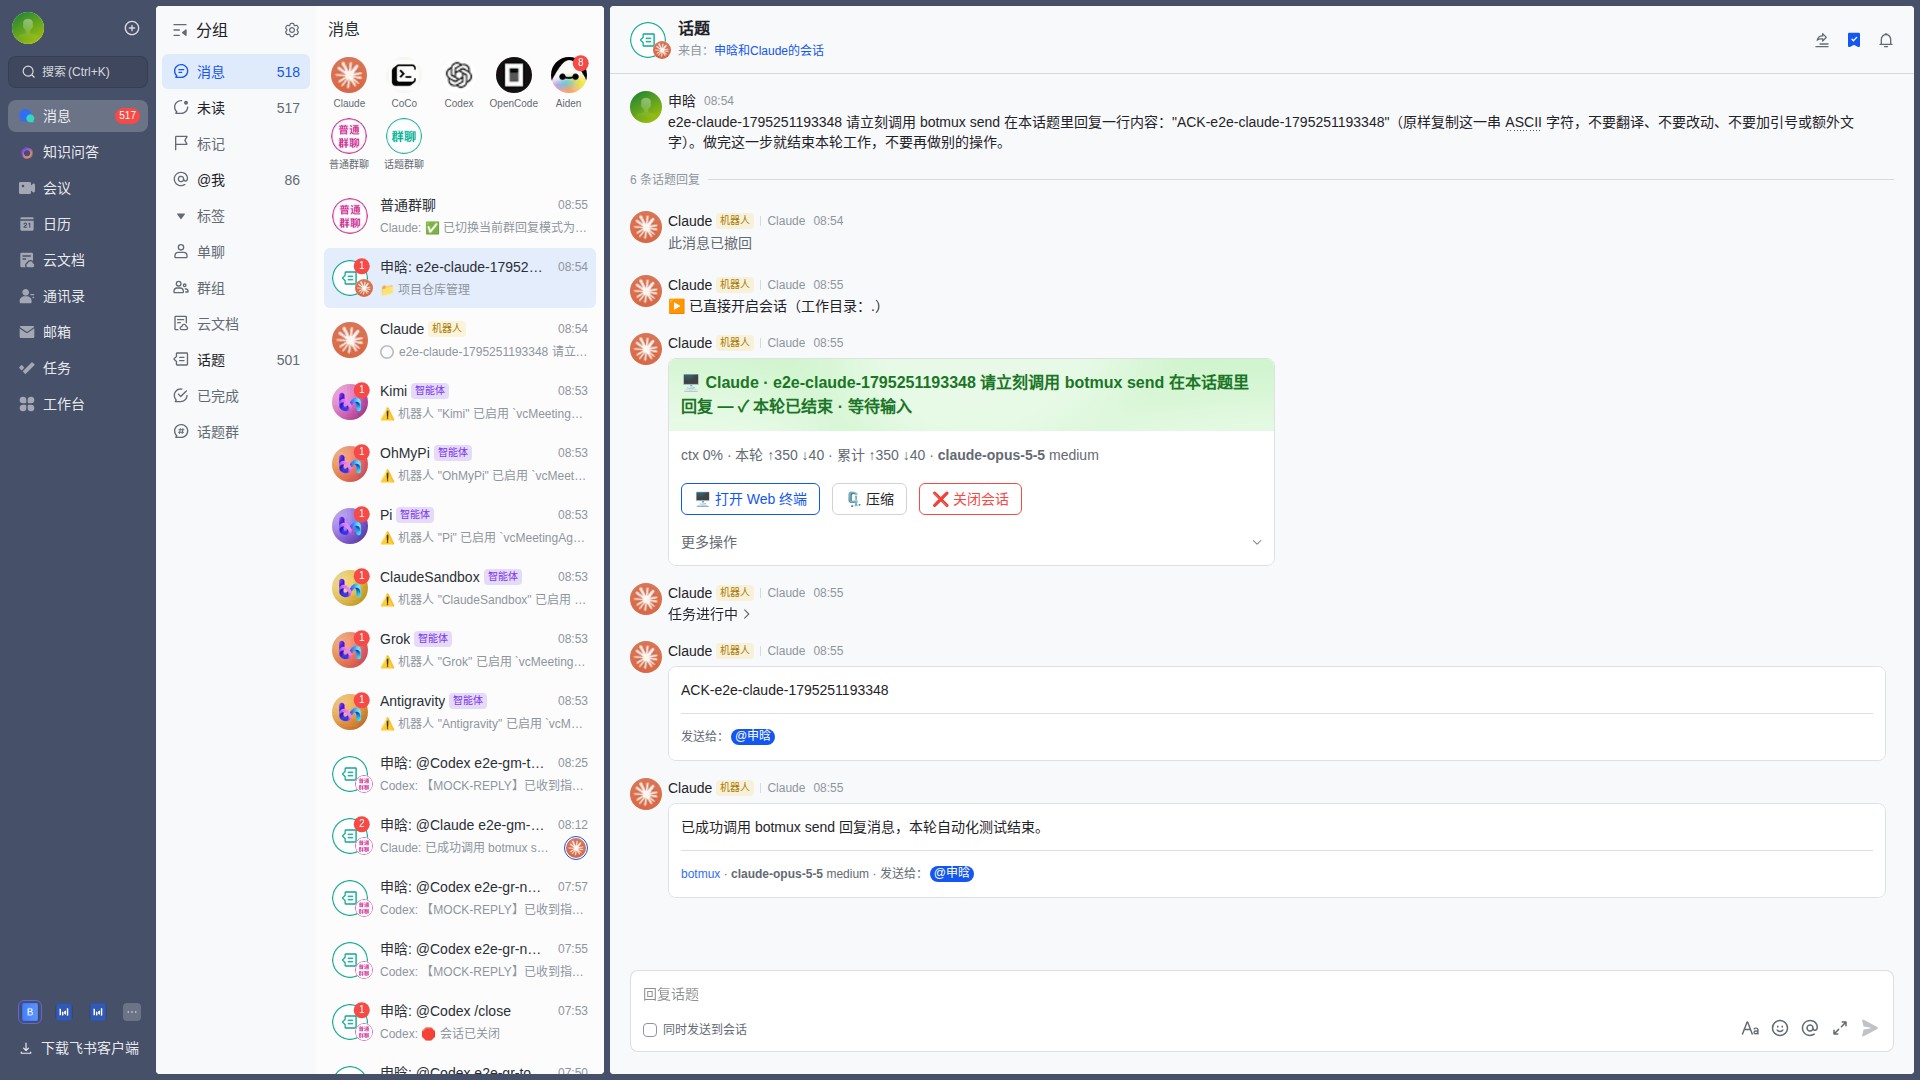 搜索 (Ctrl+K)
消息 517
知识问答
会议
日历
云文档
通讯录
邮箱
任务
工作台
下载飞书客户端
分组
消息 518
未读 517
标记
@我 86
标签
单聊
群组
云文档
话题 501
已完成
话题群
消息
8
Claude CoCo Codex OpenCode Aiden
普通群聊 群聊
普通群聊 话题群聊
普通群聊 普通群聊 08:55
Claude: ✅ 已切换当前群回复模式为…
1 申晗: e2e-claude-17952… 08:54
📁 项目仓库管理
Claude 机器人 08:54
e2e-claude-1795251193348 请立…
1 Kimi 智能体 08:53
⚠️ 机器人 "Kimi" 已启用 `vcMeeting…
1 OhMyPi 智能体 08:53
⚠️ 机器人 "OhMyPi" 已启用 `vcMeet…
1 Pi 智能体 08:53
⚠️ 机器人 "Pi" 已启用 `vcMeetingAg…
1 ClaudeSandbox 智能体 08:53
⚠️ 机器人 "ClaudeSandbox" 已启用 …
1 Grok 智能体 08:53
⚠️ 机器人 "Grok" 已启用 `vcMeeting…
1 Antigravity 智能体 08:53
⚠️ 机器人 "Antigravity" 已启用 `vcM…
申晗: @Codex e2e-gm-t… 08:25
Codex: 【MOCK-REPLY】已收到指…
2 申晗: @Claude e2e-gm-… 08:12
Claude: 已成功调用 botmux s…
申晗: @Codex e2e-gr-n… 07:57
Codex: 【MOCK-REPLY】已收到指…
申晗: @Codex e2e-gr-n… 07:55
Codex: 【MOCK-REPLY】已收到指…
1 申晗: @Codex /close 07:53
Codex: 🛑 会话已关闭
申晗: @Codex e2e-gr-to… 07:50
话题
来自：申晗和Claude的会话
申晗 08:54
e2e-claude-1795251193348 请立刻调用 botmux send 在本话题里回复一行内容："ACK-e2e-claude-1795251193348"（原样复制这一串 ASCII 字符，不要翻译、不要改动、不要加引号或额外文
字）。做完这一步就结束本轮工作，不要再做别的操作。
6 条话题回复
Claude 机器人 Claude 08:54
此消息已撤回
Claude 机器人 Claude 08:55
▶️ 已直接开启会话（工作目录：.）
Claude 机器人 Claude 08:55
🖥️ Claude · e2e-claude-1795251193348 请立刻调用 botmux send 在本话题里
回复 — ✓ 本轮已结束 · 等待输入
ctx 0% · 本轮 ↑350 ↓40 · 累计 ↑350 ↓40 · claude-opus-5-5 medium
🖥️ 打开 Web 终端 🗜️ 压缩 ❌ 关闭会话
更多操作
Claude 机器人 Claude 08:55
任务进行中
Claude 机器人 Claude 08:55
ACK-e2e-claude-1795251193348
发送给：@申晗
Claude 机器人 Claude 08:55
已成功调用 botmux send 回复消息，本轮自动化测试结束。
botmux · claude-opus-5-5 medium · 发送给：@申晗
回复话题
同时发送到会话